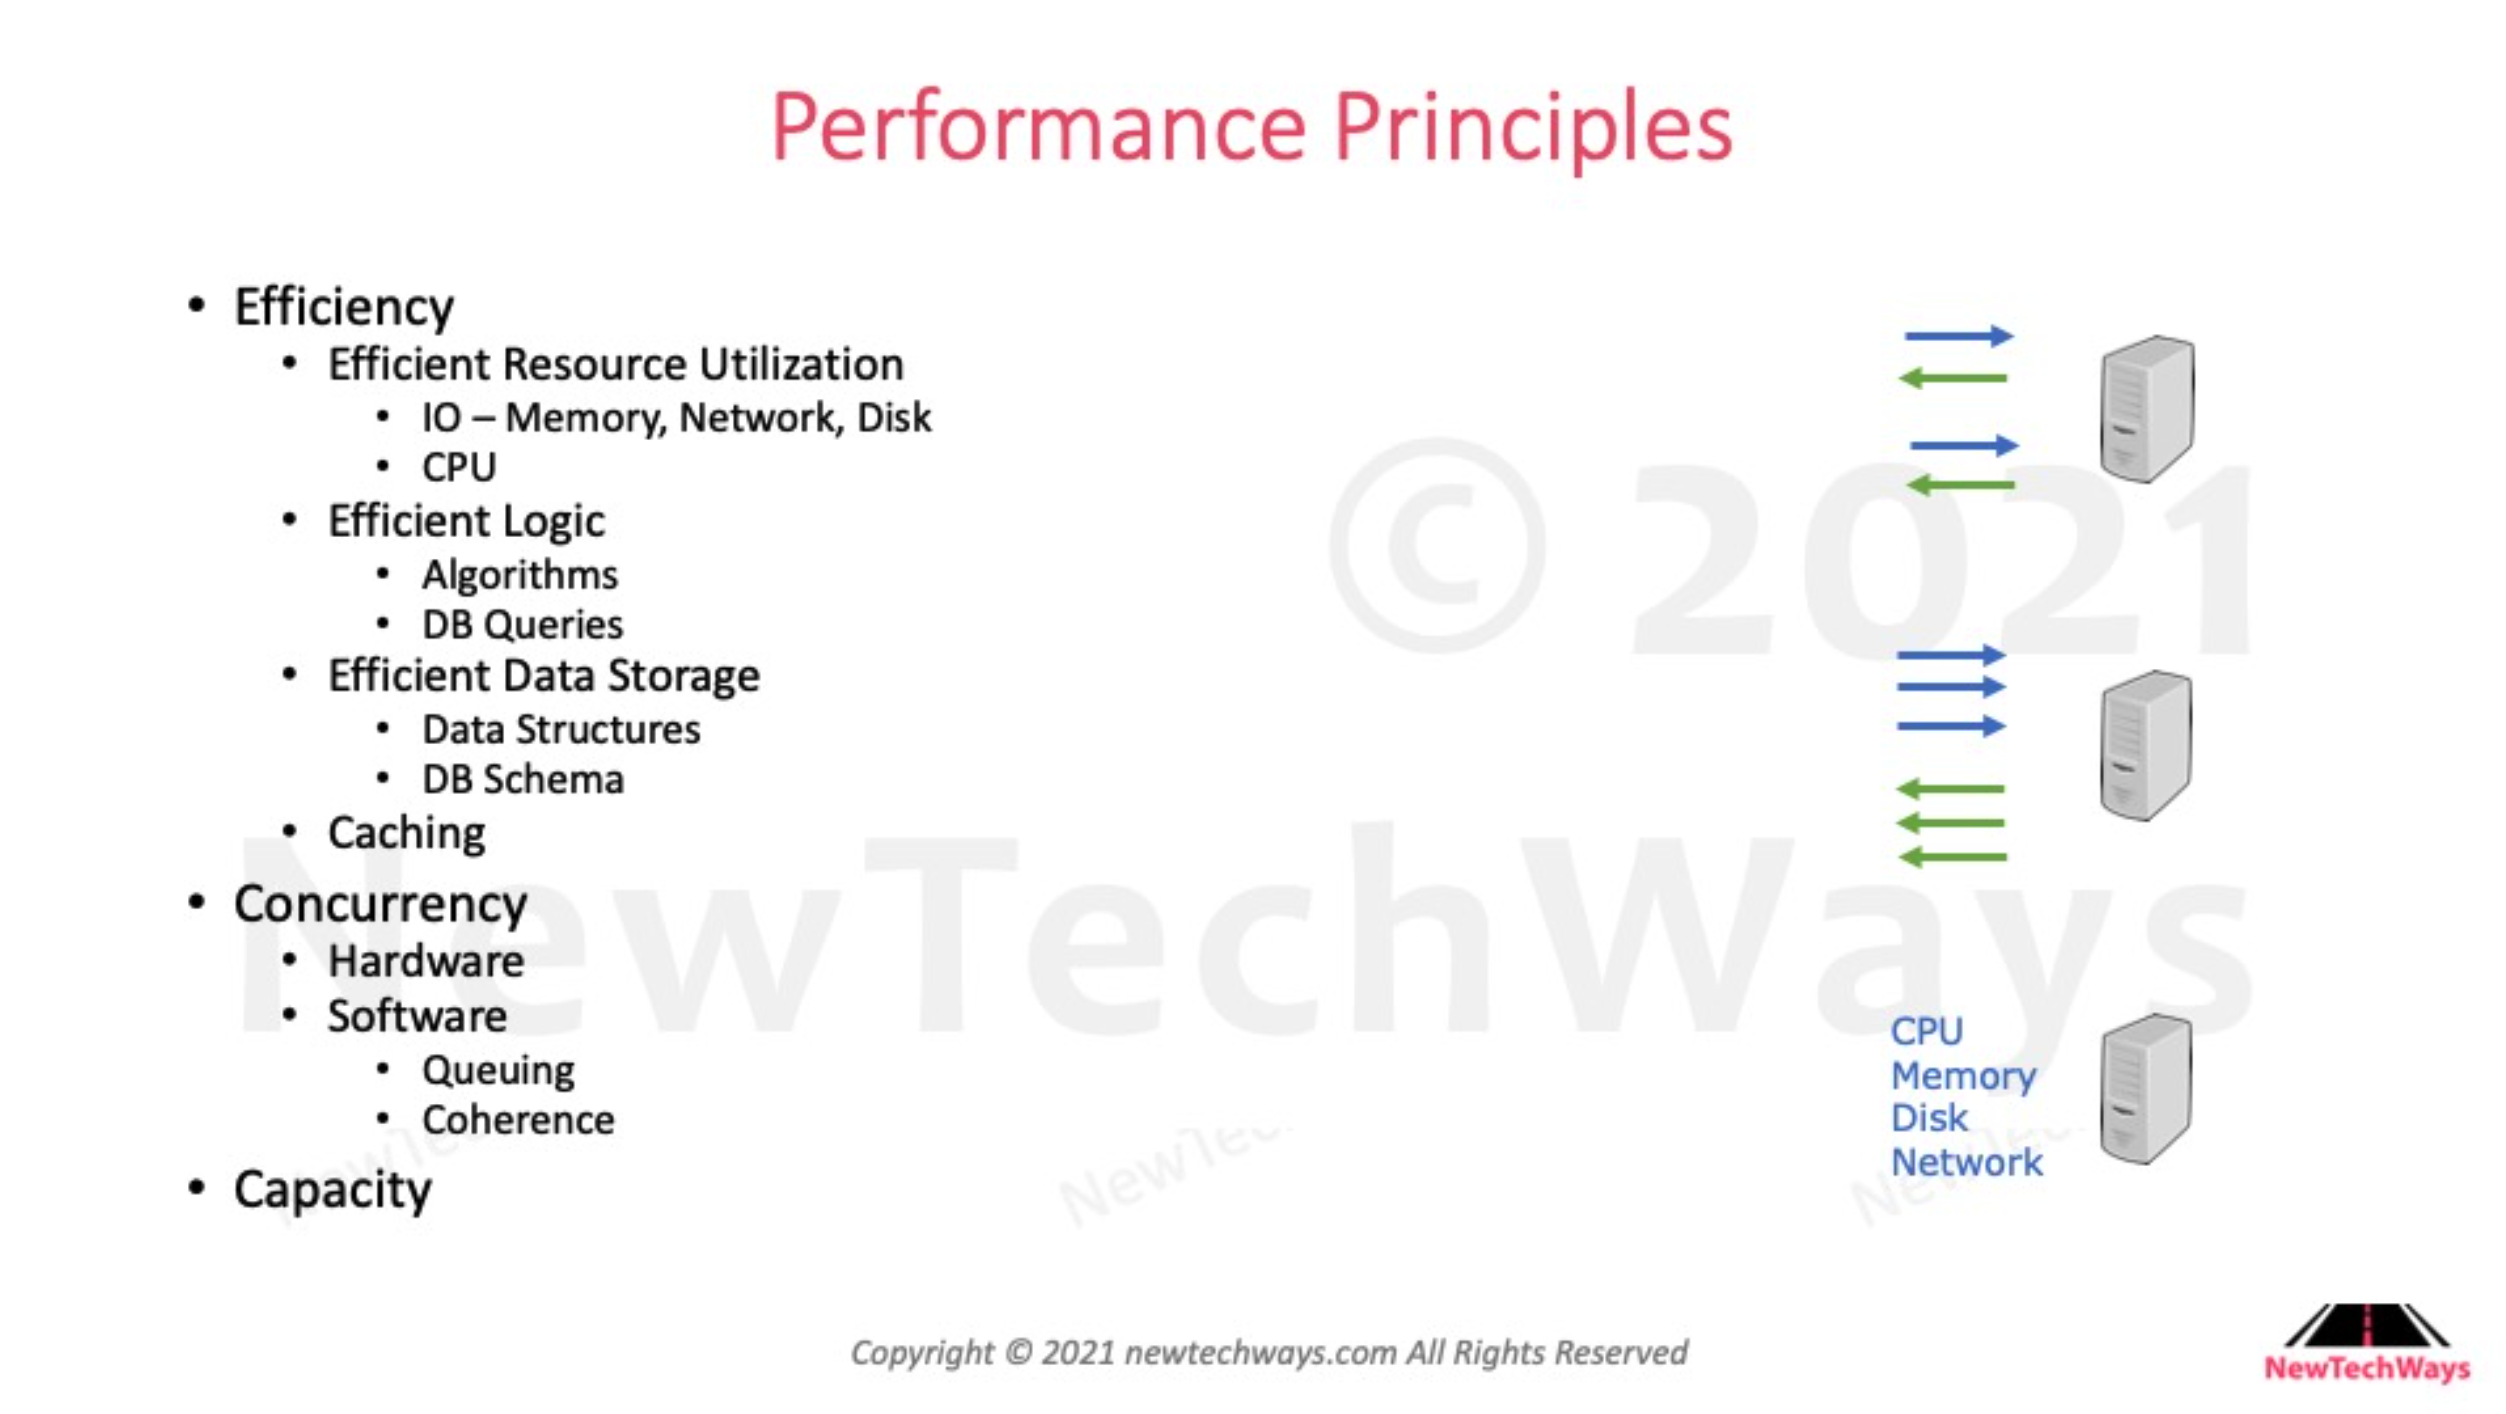 Performance Principles
• Efficiency
• Efficient Resource Utilization
• IO – Memory, Network, Disk
• CPU
• Efficient Logic
• Algorithms
• DB Queries
• Efficient Data Storage
• Data Structures
• DB Schema
• Caching
• Concurrency
• Hardware
• Software
• Queuing
• Coherence
• Capacity
CPU
Memory
Disk
Network
© 2021
NewTechWays
Copyright © 2021 newtechways.com All Rights Reserved
NewTechWays